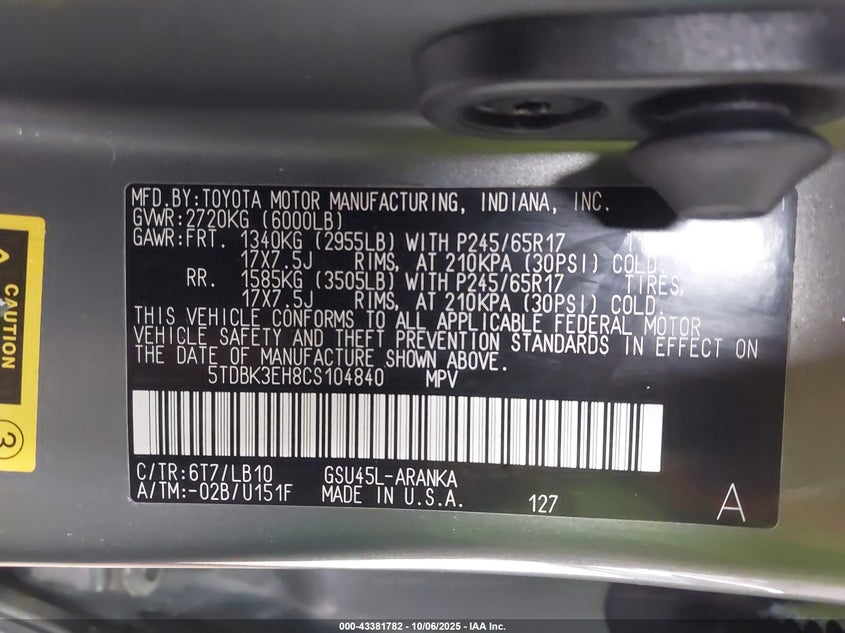 MFD.BY:TOYOTA MOTOR MANUFACTURING, INDIANA, INC.
GVWR:2720KG (6000LB)
GAWR:FRT. 1340KG (2955LB) WITH P245/65R17
17X7.5J RIMS, AT 210KPA (30PSI) COLD.
RR. 1585KG (3505LB) WITH P245/65R17 TIRES,
17X7.5J RIMS, AT 210KPA (30PSI) COLD.
THIS VEHICLE CONFORMS TO ALL APPLICABLE FEDERAL MOTOR
VEHICLE SAFETY AND THEFT PREVENTION STANDARDS IN EFFECT ON
THE DATE OF MANUFACTURE SHOWN ABOVE.
5TDBK3EH8CS104840 MPV
C/TR:6T7/LB10 GSU45L-ARANKA
A/TM:-02B/U151F MADE IN U.S.A. 127 A
CAUTION
3
000-43381782 - 10/06/2025 - IAA Inc.